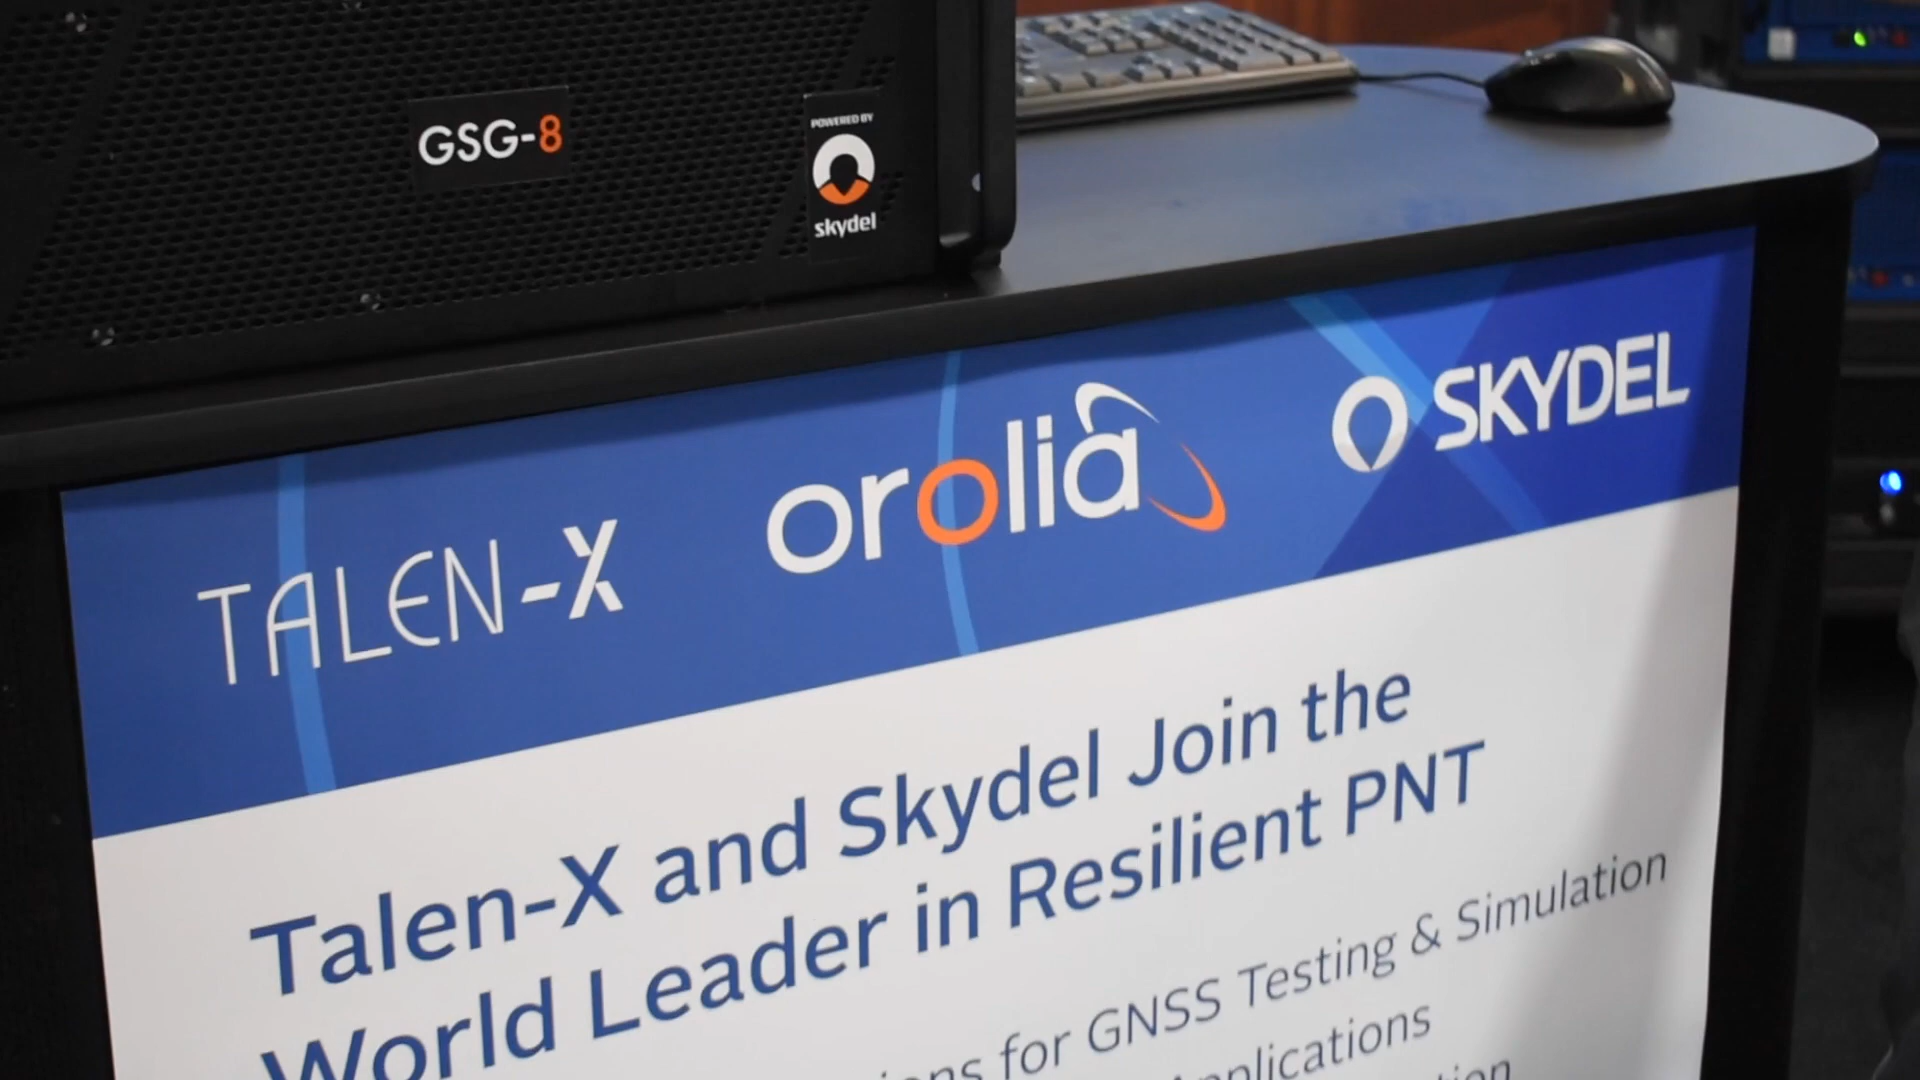 GSG-8
POWERED BY
skydel
TALEN-X
orolia
SKYDEL
Talen-X and Skydel Join the
World Leader in Resilient PNT
for GNSS Testing & Simulation
Applications